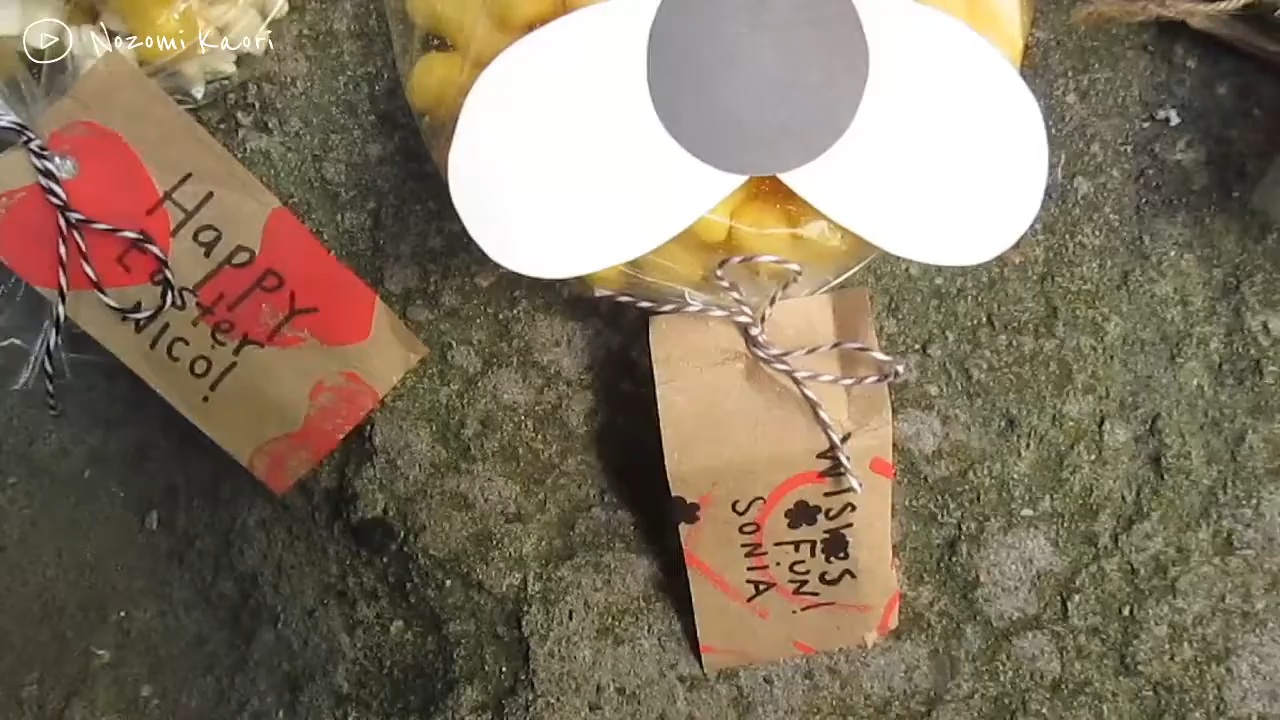 Nozomi Kaori
Happy
Easter
Nico!
WISHES
FUN!
SONIA